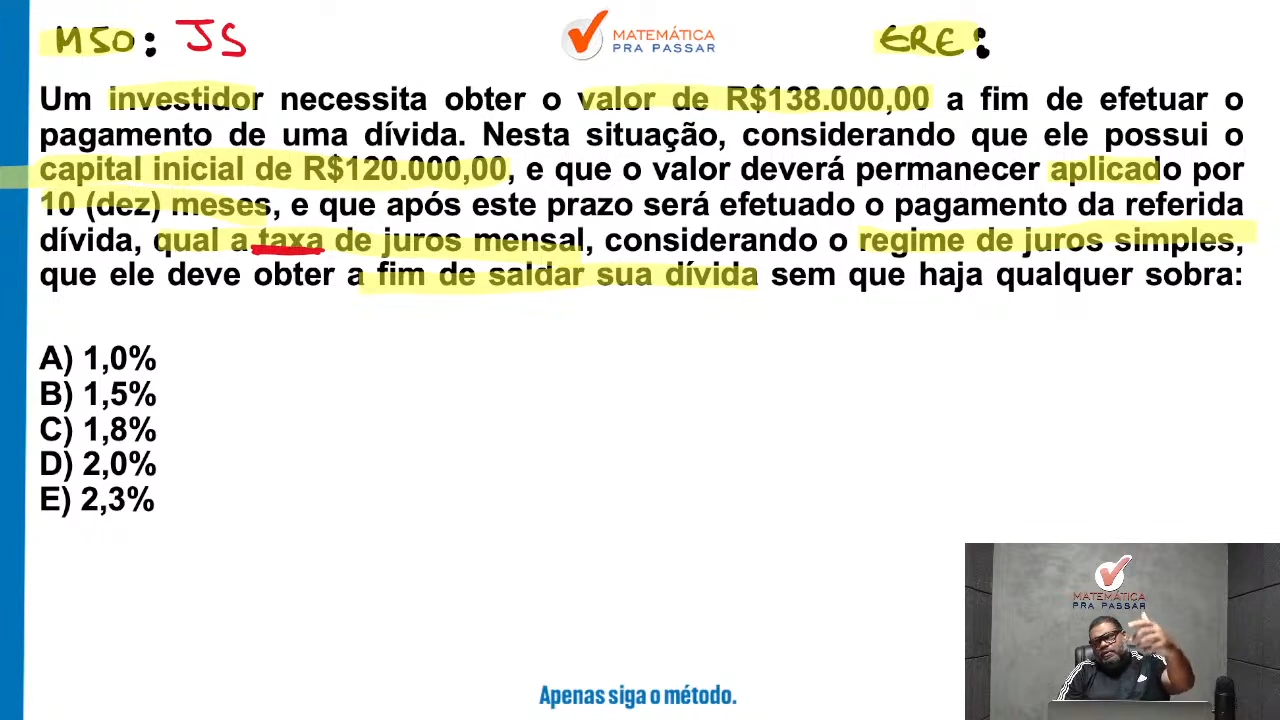 M50: JS
MATEMÁTICA
PRA PASSAR
ERE:
Um investidor necessita obter o valor de R$138.000,00 a fim de efetuar o
pagamento de uma dívida. Nesta situação, considerando que ele possui o
capital inicial de R$120.000,00, e que o valor deverá permanecer aplicado por
10 (dez) meses, e que após este prazo será efetuado o pagamento da referida
dívida, qual a taxa de juros mensal, considerando o regime de juros simples,
que ele deve obter a fim de saldar sua dívida sem que haja qualquer sobra:
A) 1,0%
B) 1,5%
C) 1,8%
D) 2,0%
E) 2,3%
MATEMÁTICA
PRA PASSAR
Apenas siga o método.